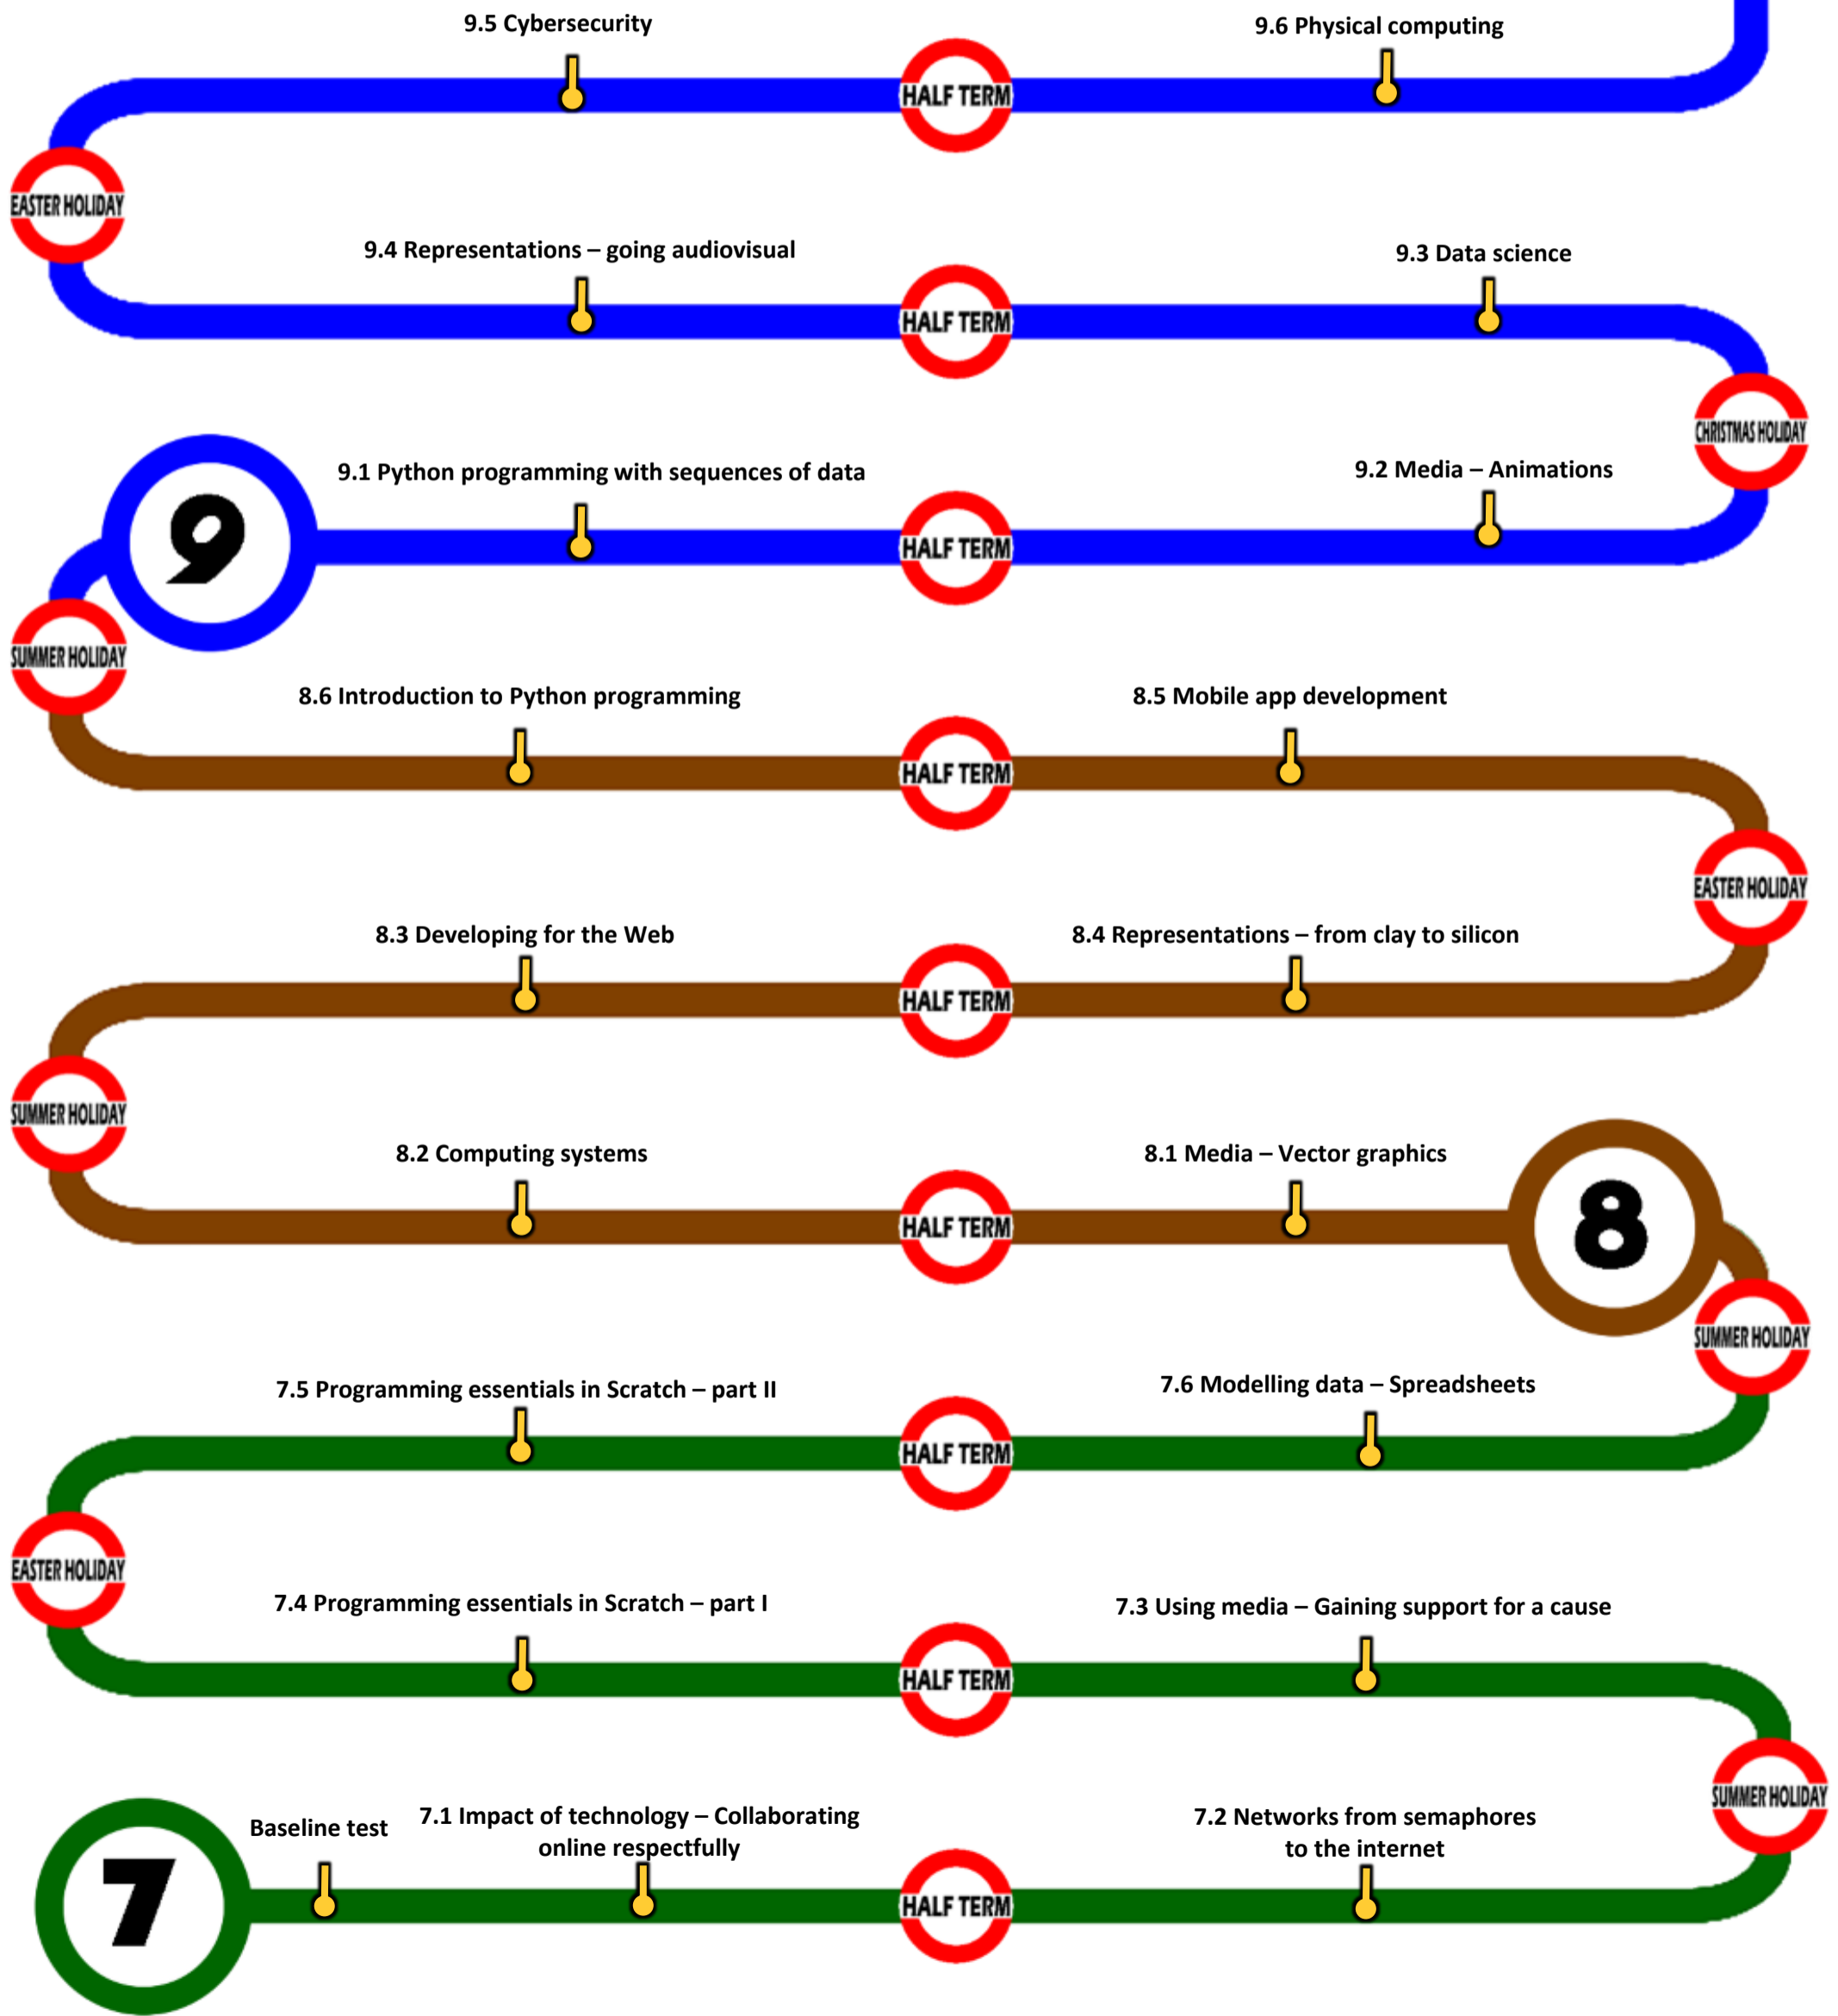 9.5 Cybersecurity
9.6 Physical computing
HALF TERM
EASTER HOLIDAY
9.4 Representations – going audiovisual
9.3 Data science
HALF TERM
CHRISTMAS HOLIDAY
9
9.1 Python programming with sequences of data
9.2 Media – Animations
HALF TERM
SUMMER HOLIDAY
8.6 Introduction to Python programming
8.5 Mobile app development
HALF TERM
EASTER HOLIDAY
8.3 Developing for the Web
8.4 Representations – from clay to silicon
HALF TERM
SUMMER HOLIDAY
8.2 Computing systems
8.1 Media – Vector graphics
HALF TERM
8
SUMMER HOLIDAY
7.5 Programming essentials in Scratch – part II
7.6 Modelling data – Spreadsheets
HALF TERM
EASTER HOLIDAY
7.4 Programming essentials in Scratch – part I
7.3 Using media – Gaining support for a cause
HALF TERM
SUMMER HOLIDAY
7
Baseline test
7.1 Impact of technology – Collaborating
online respectfully
7.2 Networks from semaphores
to the internet
HALF TERM